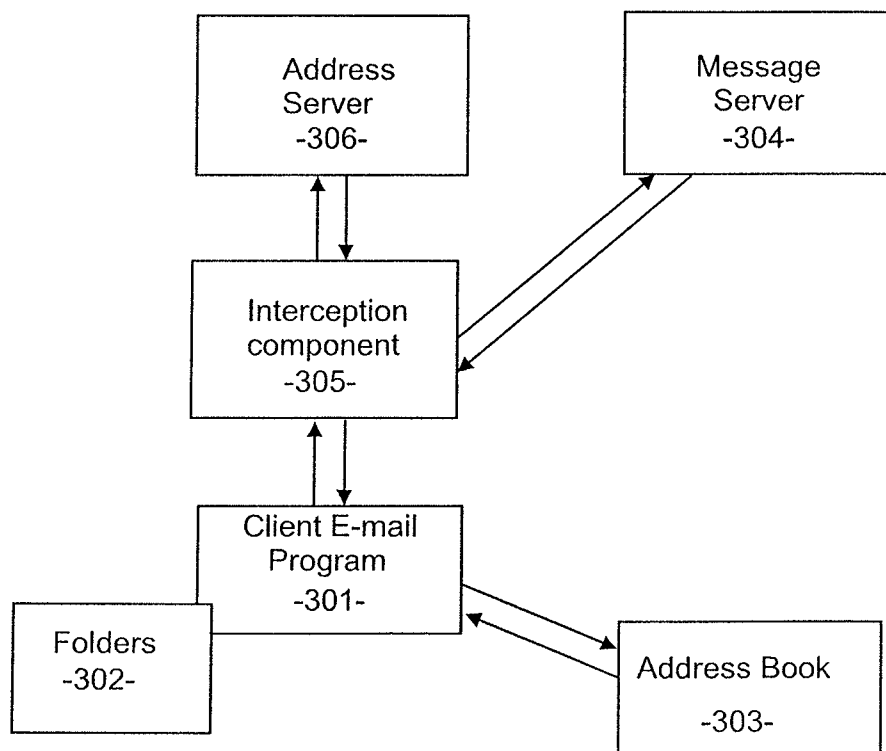 Address
Server
-306-
Message
Server
-304-
Interception
component
-305-
Client E-mail
Program
-301-
Folders
-302-
Address Book
-303-